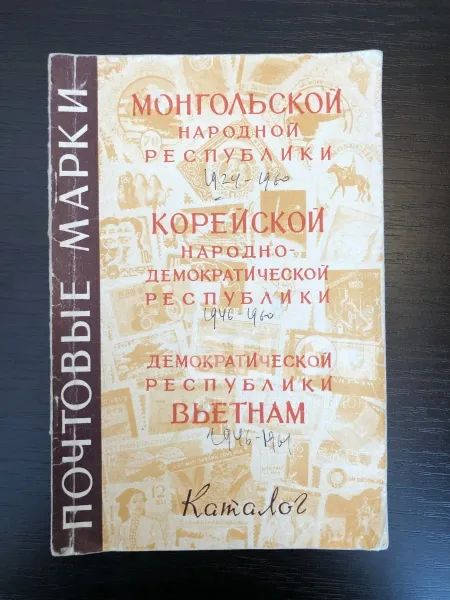 ПОЧТОВЫЕ МАРКИ
МОНГОЛЬСКОЙ
НАРОДНОЙ
РЕСПУБЛИКИ
1924-1960
КОРЕЙСКОЙ
НАРОДНО-
ДЕМОКРАТИЧЕСКОЙ
РЕСПУБЛИКИ
1946-1960
ДЕМОКРАТИЧЕСКОЙ
РЕСПУБЛИКИ
ВЬЕТНАМ
1946-1961
Каталог